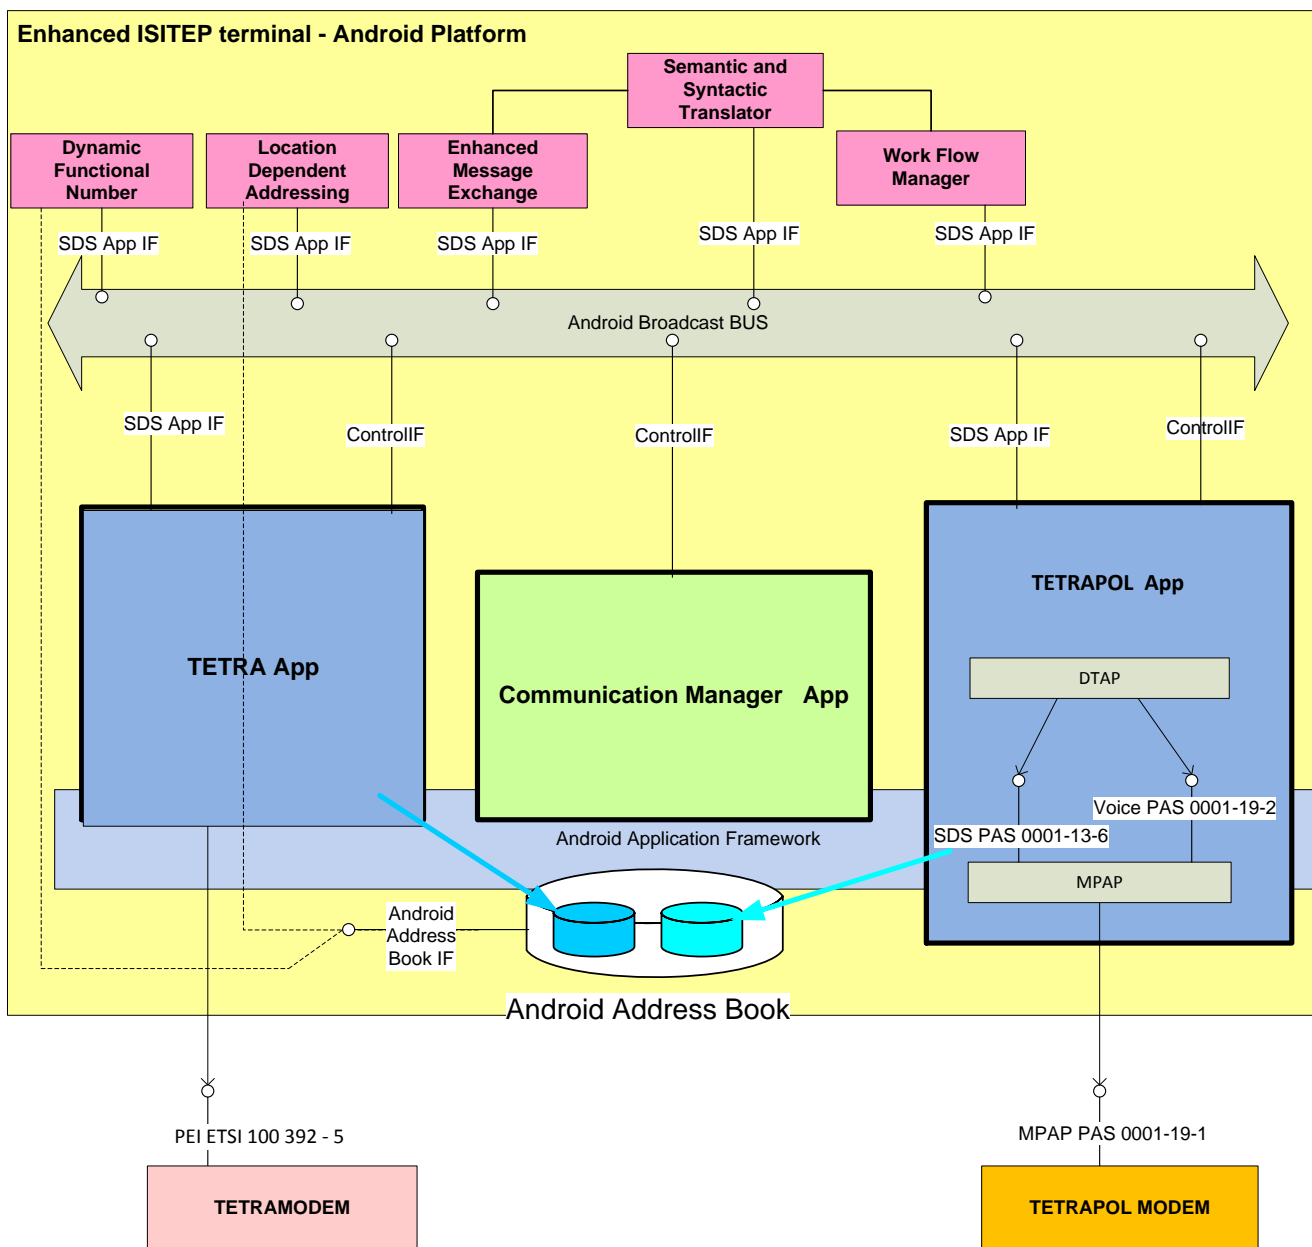 Enhanced ISITEP terminal - Android Platform
Semantic and
Syntactic
Translator
Dynamic
Functional
Number
Location
Dependent
Addressing
Enhanced
Message
Exchange
Work Flow
Manager
SDS App IF
SDS App IF
SDS App IF
SDS App IF
SDS App IF
Android Broadcast BUS
SDS App IF
ControlIF
ControlIF
SDS App IF
ControlIF
TETRA App
Communication Manager App
TETRAPOL App
DTAP
Voice PAS 0001-19-2
SDS PAS 0001-13-6
MPAP
Android Application Framework
Android
Address
Book IF
Android Address Book
PEI ETSI 100 392 - 5
MPAP PAS 0001-19-1
TETRAMODEM
TETRAPOL MODEM